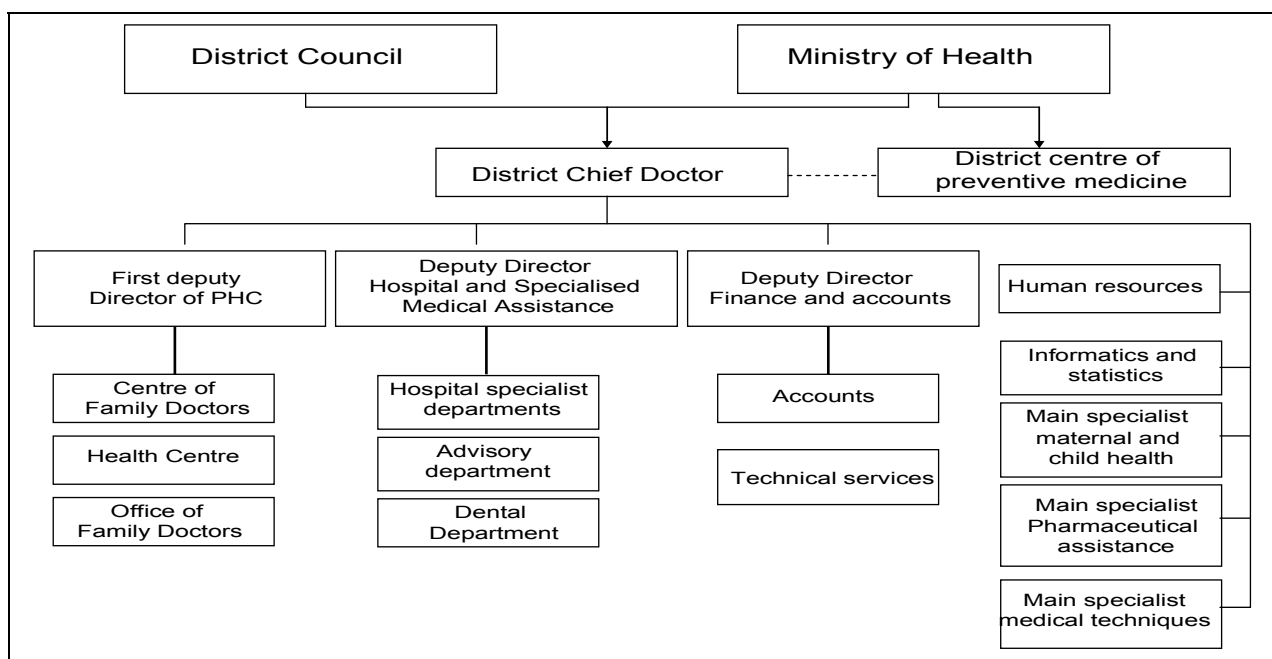 District Council
Ministry of Health
District Chief Doctor
District centre of
preventive medicine
First deputy
Director of PHC
Deputy Director
Hospital and Specialised
Medical Assistance
Deputy Director
Finance and accounts
Human resources
Centre of
Family Doctors
Health Centre
Office of
Family Doctors
Hospital specialist
departments
Advisory
department
Dental
Department
Accounts
Technical services
Informatics and
statistics
Main specialist
maternal and
child health
Main specialist
Pharmaceutical
assistance
Main specialist
medical techniques